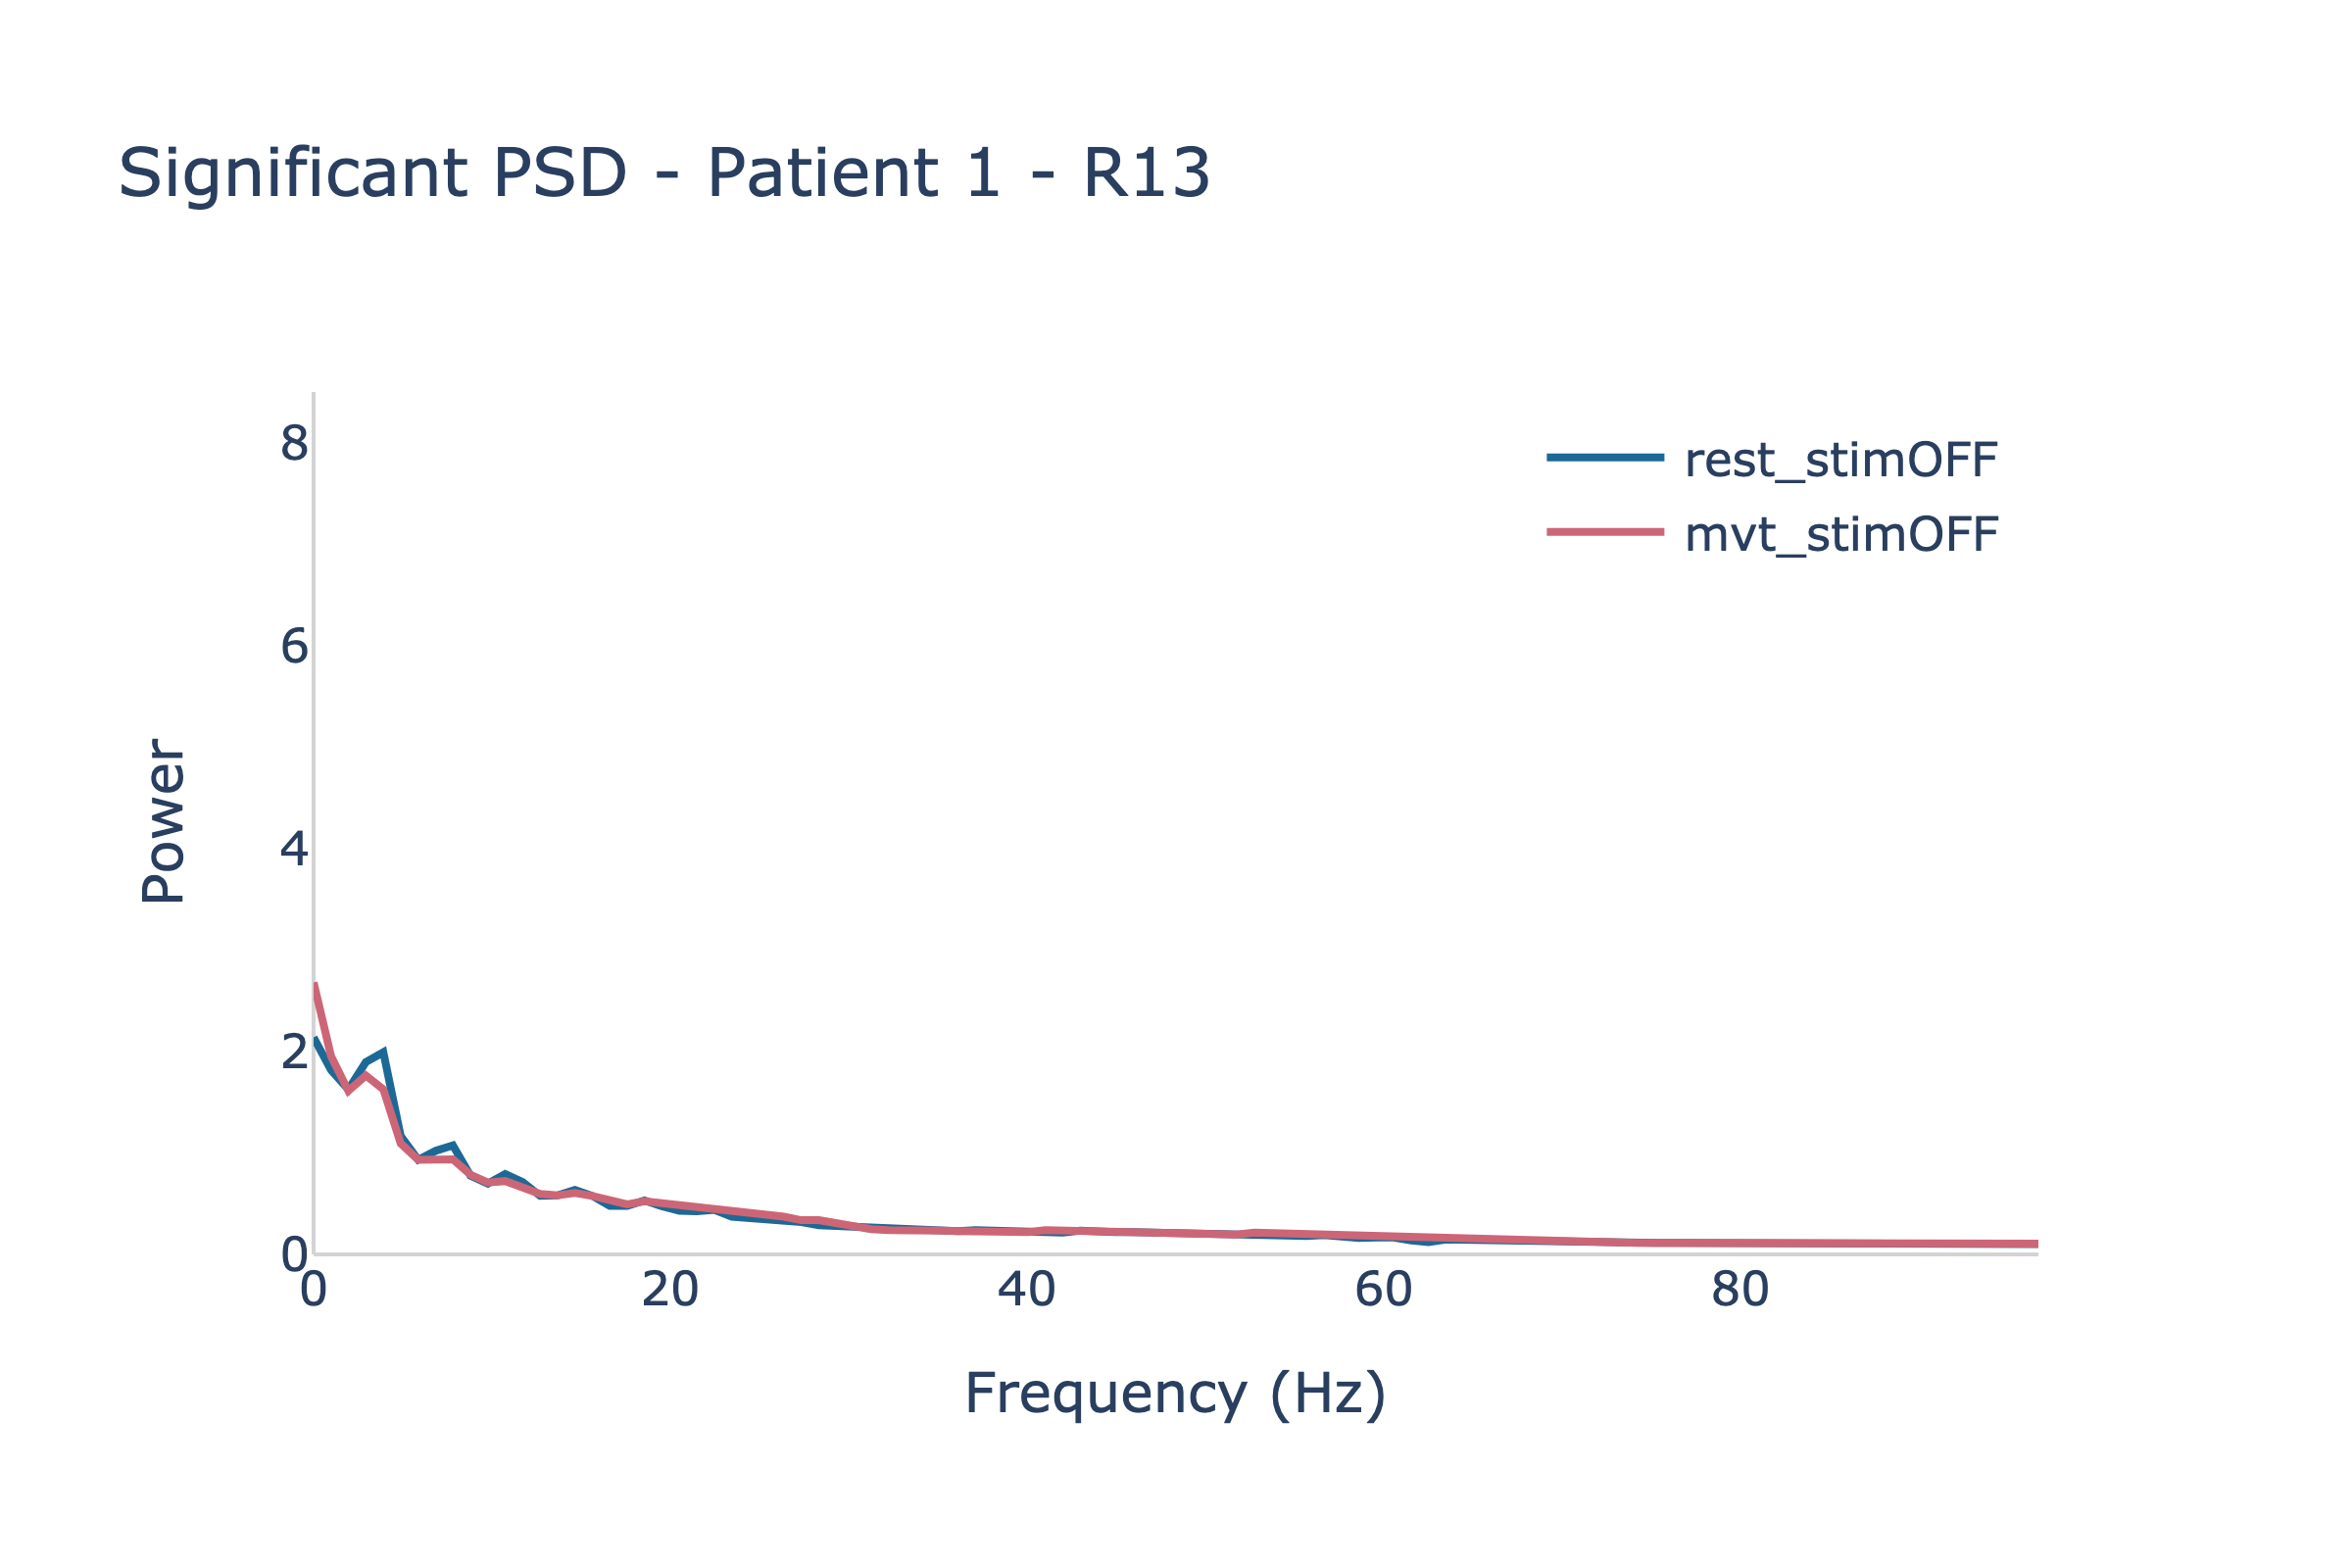 Significant PSD - Patient 1 - R13
rest_stimOFF
mvt_stimOFF
Power
8
6
4
2
0
0 20 40 60 80
Frequency (Hz)